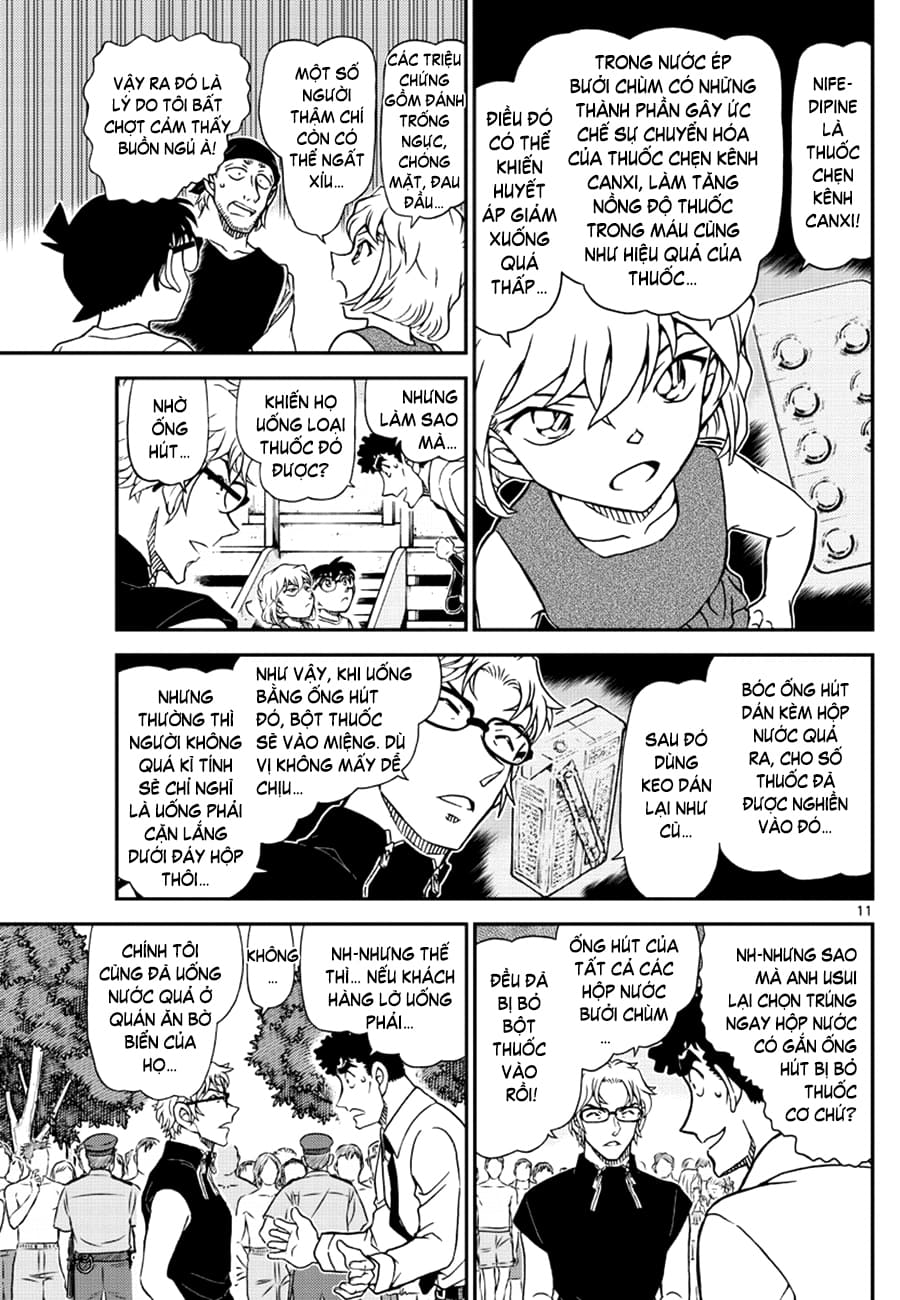 NIFE-
DIPINE
LÀ
THUỐC
CHẸN
KÊNH
CANXI!
TRONG NƯỚC ÉP
BƯỞI CHÙM CÓ NHỮNG
THÀNH PHẦN GÂY ỨC
CHẾ SỰ CHUYỂN HÓA
CỦA THUỐC CHẸN KÊNH
CANXI, LÀM TĂNG
NỒNG ĐỘ THUỐC
TRONG MÁU CŨNG
NHƯ HIỆU QUẢ CỦA
THUỐC...
ĐIỀU ĐÓ
CÓ THỂ
KHIẾN HUYẾT
ÁP GIẢM
XUỐNG QUÁ
THẤP...
CÁC TRIỆU
CHỨNG
GỒM ĐÁNH
TRỐNG
NGỰC,
CHÓNG
MẶT, ĐAU
ĐẦU...
MỘT SỐ
NGƯỜI
THẬM CHÍ
CÒN CÓ
THỂ NGẤT
XỈU...
VẬY RA ĐÓ LÀ
LÝ DO TÔI BẤT
CHỢT CẢM THẤY
BUỒN NGỦ À!
NHƯNG
LÀM SAO
MÀ...
KHIẾN HỌ
UỐNG LOẠI
THUỐC ĐÓ
ĐƯỢC?
NHỜ
ỐNG
HÚT...
BÓC ỐNG HÚT
DÁN KÈM HỘP
NƯỚC QUẢ
RA, CHO SỐ
THUỐC ĐÃ
ĐƯỢC NGHIỀN
VÀO ĐÓ...
SAU ĐÓ
DÙNG
KEO DÁN
LẠI NHƯ
CŨ...
NHƯ VẬY, KHI UỐNG
BẰNG ỐNG HÚT
ĐÓ, BỘT THUỐC
SẼ VÀO MIỆNG. DÙ
VỊ KHÔNG MẤY DỄ
CHỊU...
NHƯNG
THƯỜNG THÌ
NGƯỜI KHÔNG
QUÁ KĨ TÍNH
SẼ CHỈ NGHĨ
LÀ UỐNG PHẢI
CẶN LẮNG
DƯỚI ĐÁY HỘP
THÔI...
11
NH-NHƯNG SAO
MÀ ANH USUI
LẠI CHỌN TRÚNG
NGAY HỘP NƯỚC
CÓ GẮN ỐNG
HÚT BỊ BỎ
THUỐC
CƠ CHỨ?
ỐNG HÚT CỦA
TẤT CẢ CÁC
HỘP NƯỚC
BƯỞI CHÙM
...
ĐỀU ĐÃ
BỊ BỎ
BỘT
THUỐC
VÀO
RỒI!
NH-NHƯNG THẾ
THÌ... NẾU KHÁCH
HÀNG LỠ UỐNG
PHẢI...
KHÔNG
...
CHÍNH TÔI
CŨNG ĐÃ UỐNG
NƯỚC QUẢ Ở
QUÁN ĂN BỜ
BIỂN CỦA
HỌ...